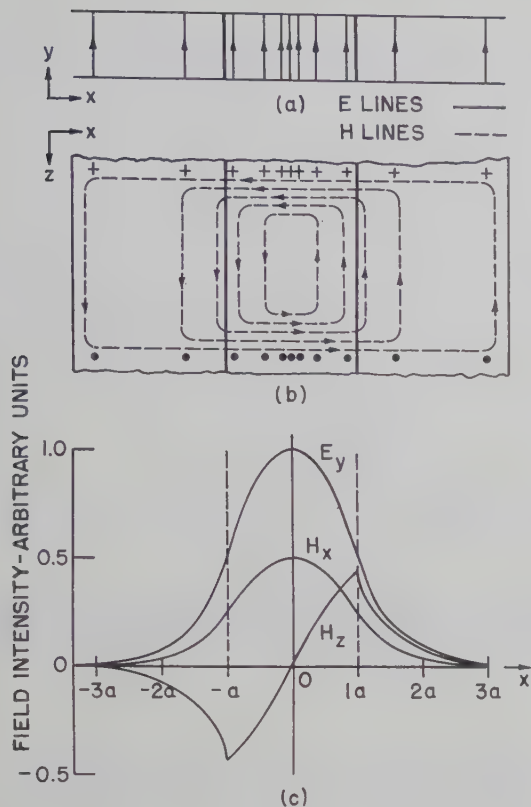 y
x
(a) E LINES
H LINES
x
z
+ + + + +++ + + + +
(b)
FIELD INTENSITY-ARBITRARY UNITS
1.0
0.5
0
-0.5
E_y
H_x
H_z
-3a -2a -a 0 1a 2a 3a x
(c)